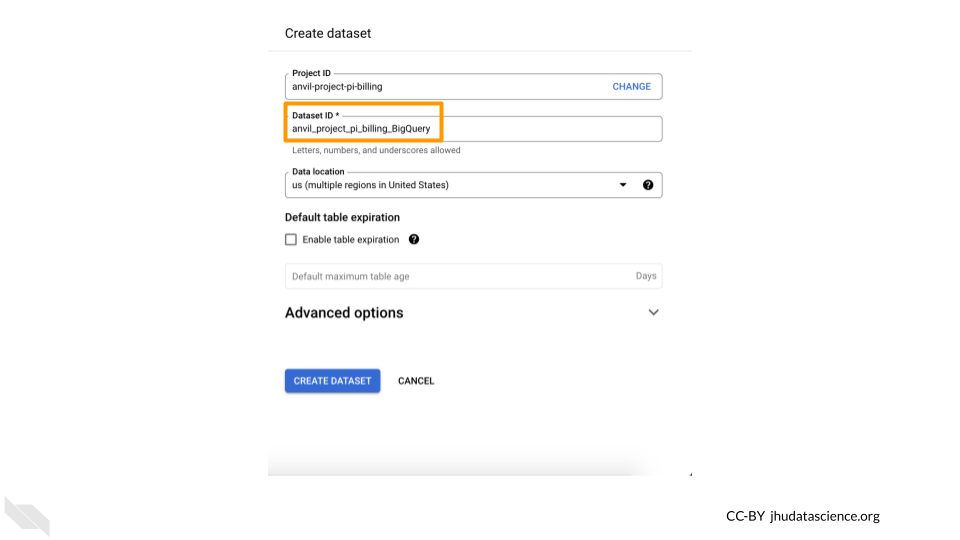 Create dataset
Project ID
anvil-project-pi-billing
CHANGE
Dataset ID *
anvil_project_pi_billing_BigQuery
Letters, numbers, and underscores allowed
Data location
us (multiple regions in United States)
Default table expiration
Enable table expiration
Default maximum table age
Days
Advanced options
CREATE DATASET
CANCEL
CC-BY jhudatascience.org